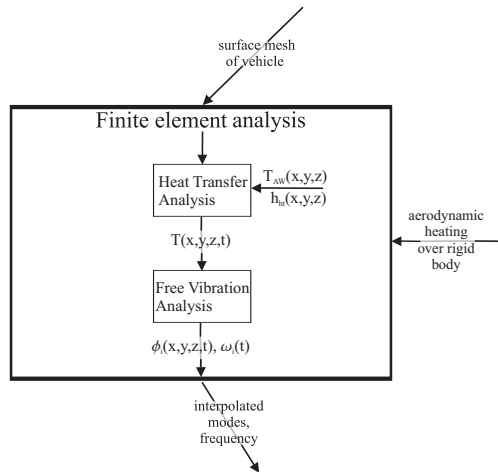 surface mesh
of vehicle
Finite element analysis
Heat Transfer
Analysis
T_AW(x,y,z)
h_ht(x,y,z)
aerodynamic
heating
over rigid
body
T(x,y,z,t)
Free Vibration
Analysis
ϕ_i(x,y,z,t), ω_i(t)
interpolated
modes,
frequency